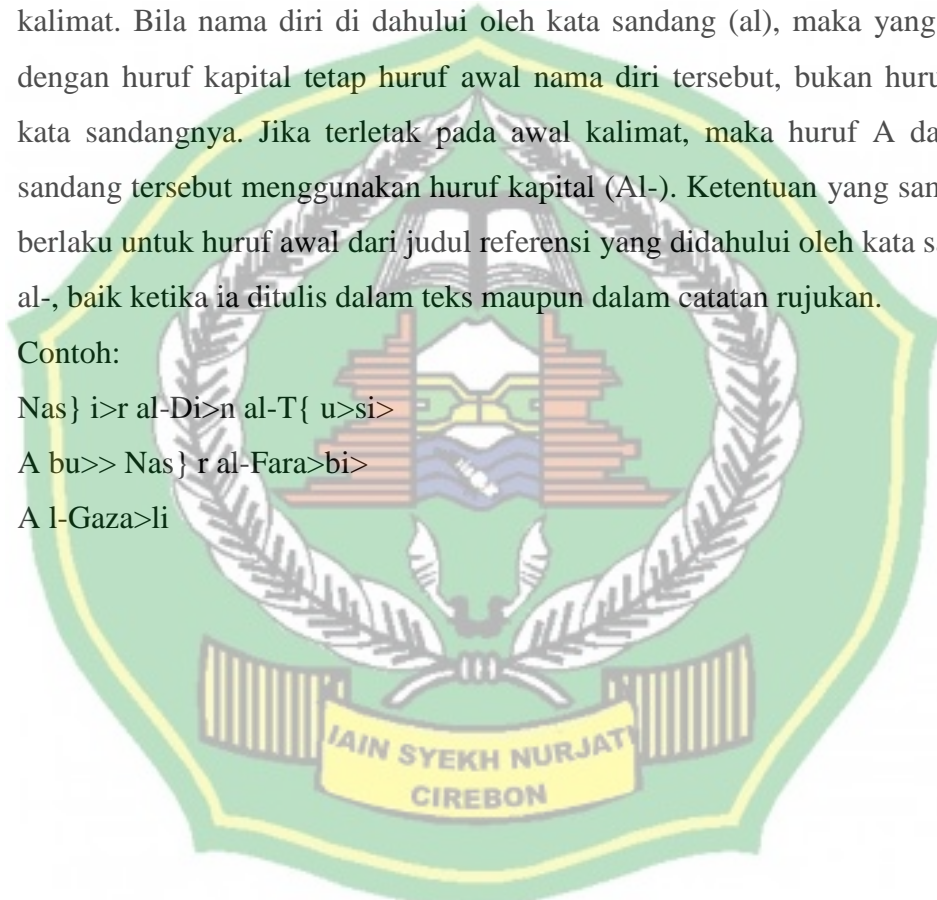 kalimat. Bila nama diri di dahului oleh kata sandang (al), maka yang
dengan huruf kapital tetap huruf awal nama diri tersebut, bukan huru
kata sandangnya. Jika terletak pada awal kalimat, maka huruf A da
sandang tersebut menggunakan huruf kapital (Al-). Ketentuan yang san
berlaku untuk huruf awal dari judul referensi yang didahului oleh kata s
al-, baik ketika ia ditulis dalam teks maupun dalam catatan rujukan.
Contoh:
Nas} i>r al-Di>n al-T{ u>si>
A bu>> Nas} r al-Fara>bi>
A l-Gaza>li
IAIN SYEKH NURJATI
CIREBON